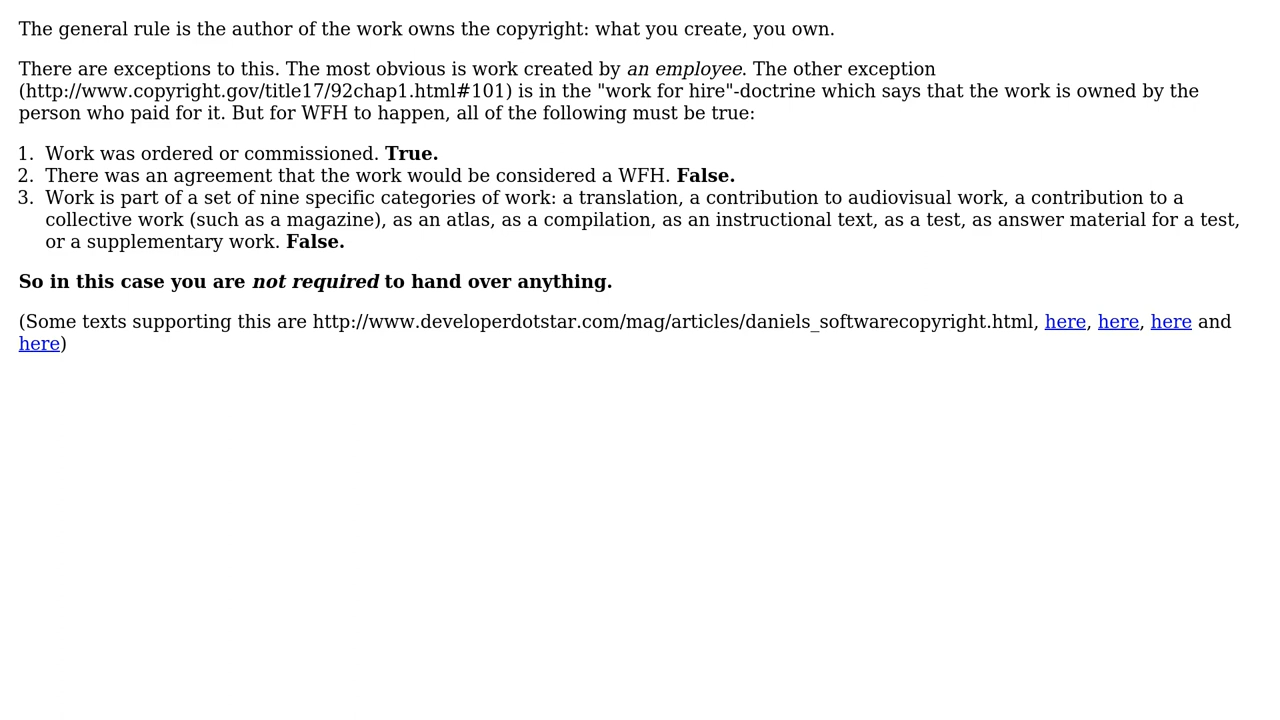 The general rule is the author of the work owns the copyright: what you create, you own.
There are exceptions to this. The most obvious is work created by an employee. The other exception
(http://www.copyright.gov/title17/92chap1.html#101) is in the "work for hire"-doctrine which says that the work is owned by the
person who paid for it. But for WFH to happen, all of the following must be true:
1. Work was ordered or commissioned. True.
2. There was an agreement that the work would be considered a WFH. False.
3. Work is part of a set of nine specific categories of work: a translation, a contribution to audiovisual work, a contribution to a
collective work (such as a magazine), as an atlas, as a compilation, as an instructional text, as a test, as answer material for a test,
or a supplementary work. False.
So in this case you are not required to hand over anything.
(Some texts supporting this are http://www.developerdotstar.com/mag/articles/daniels_softwarecopyright.html, here, here, here and
here)